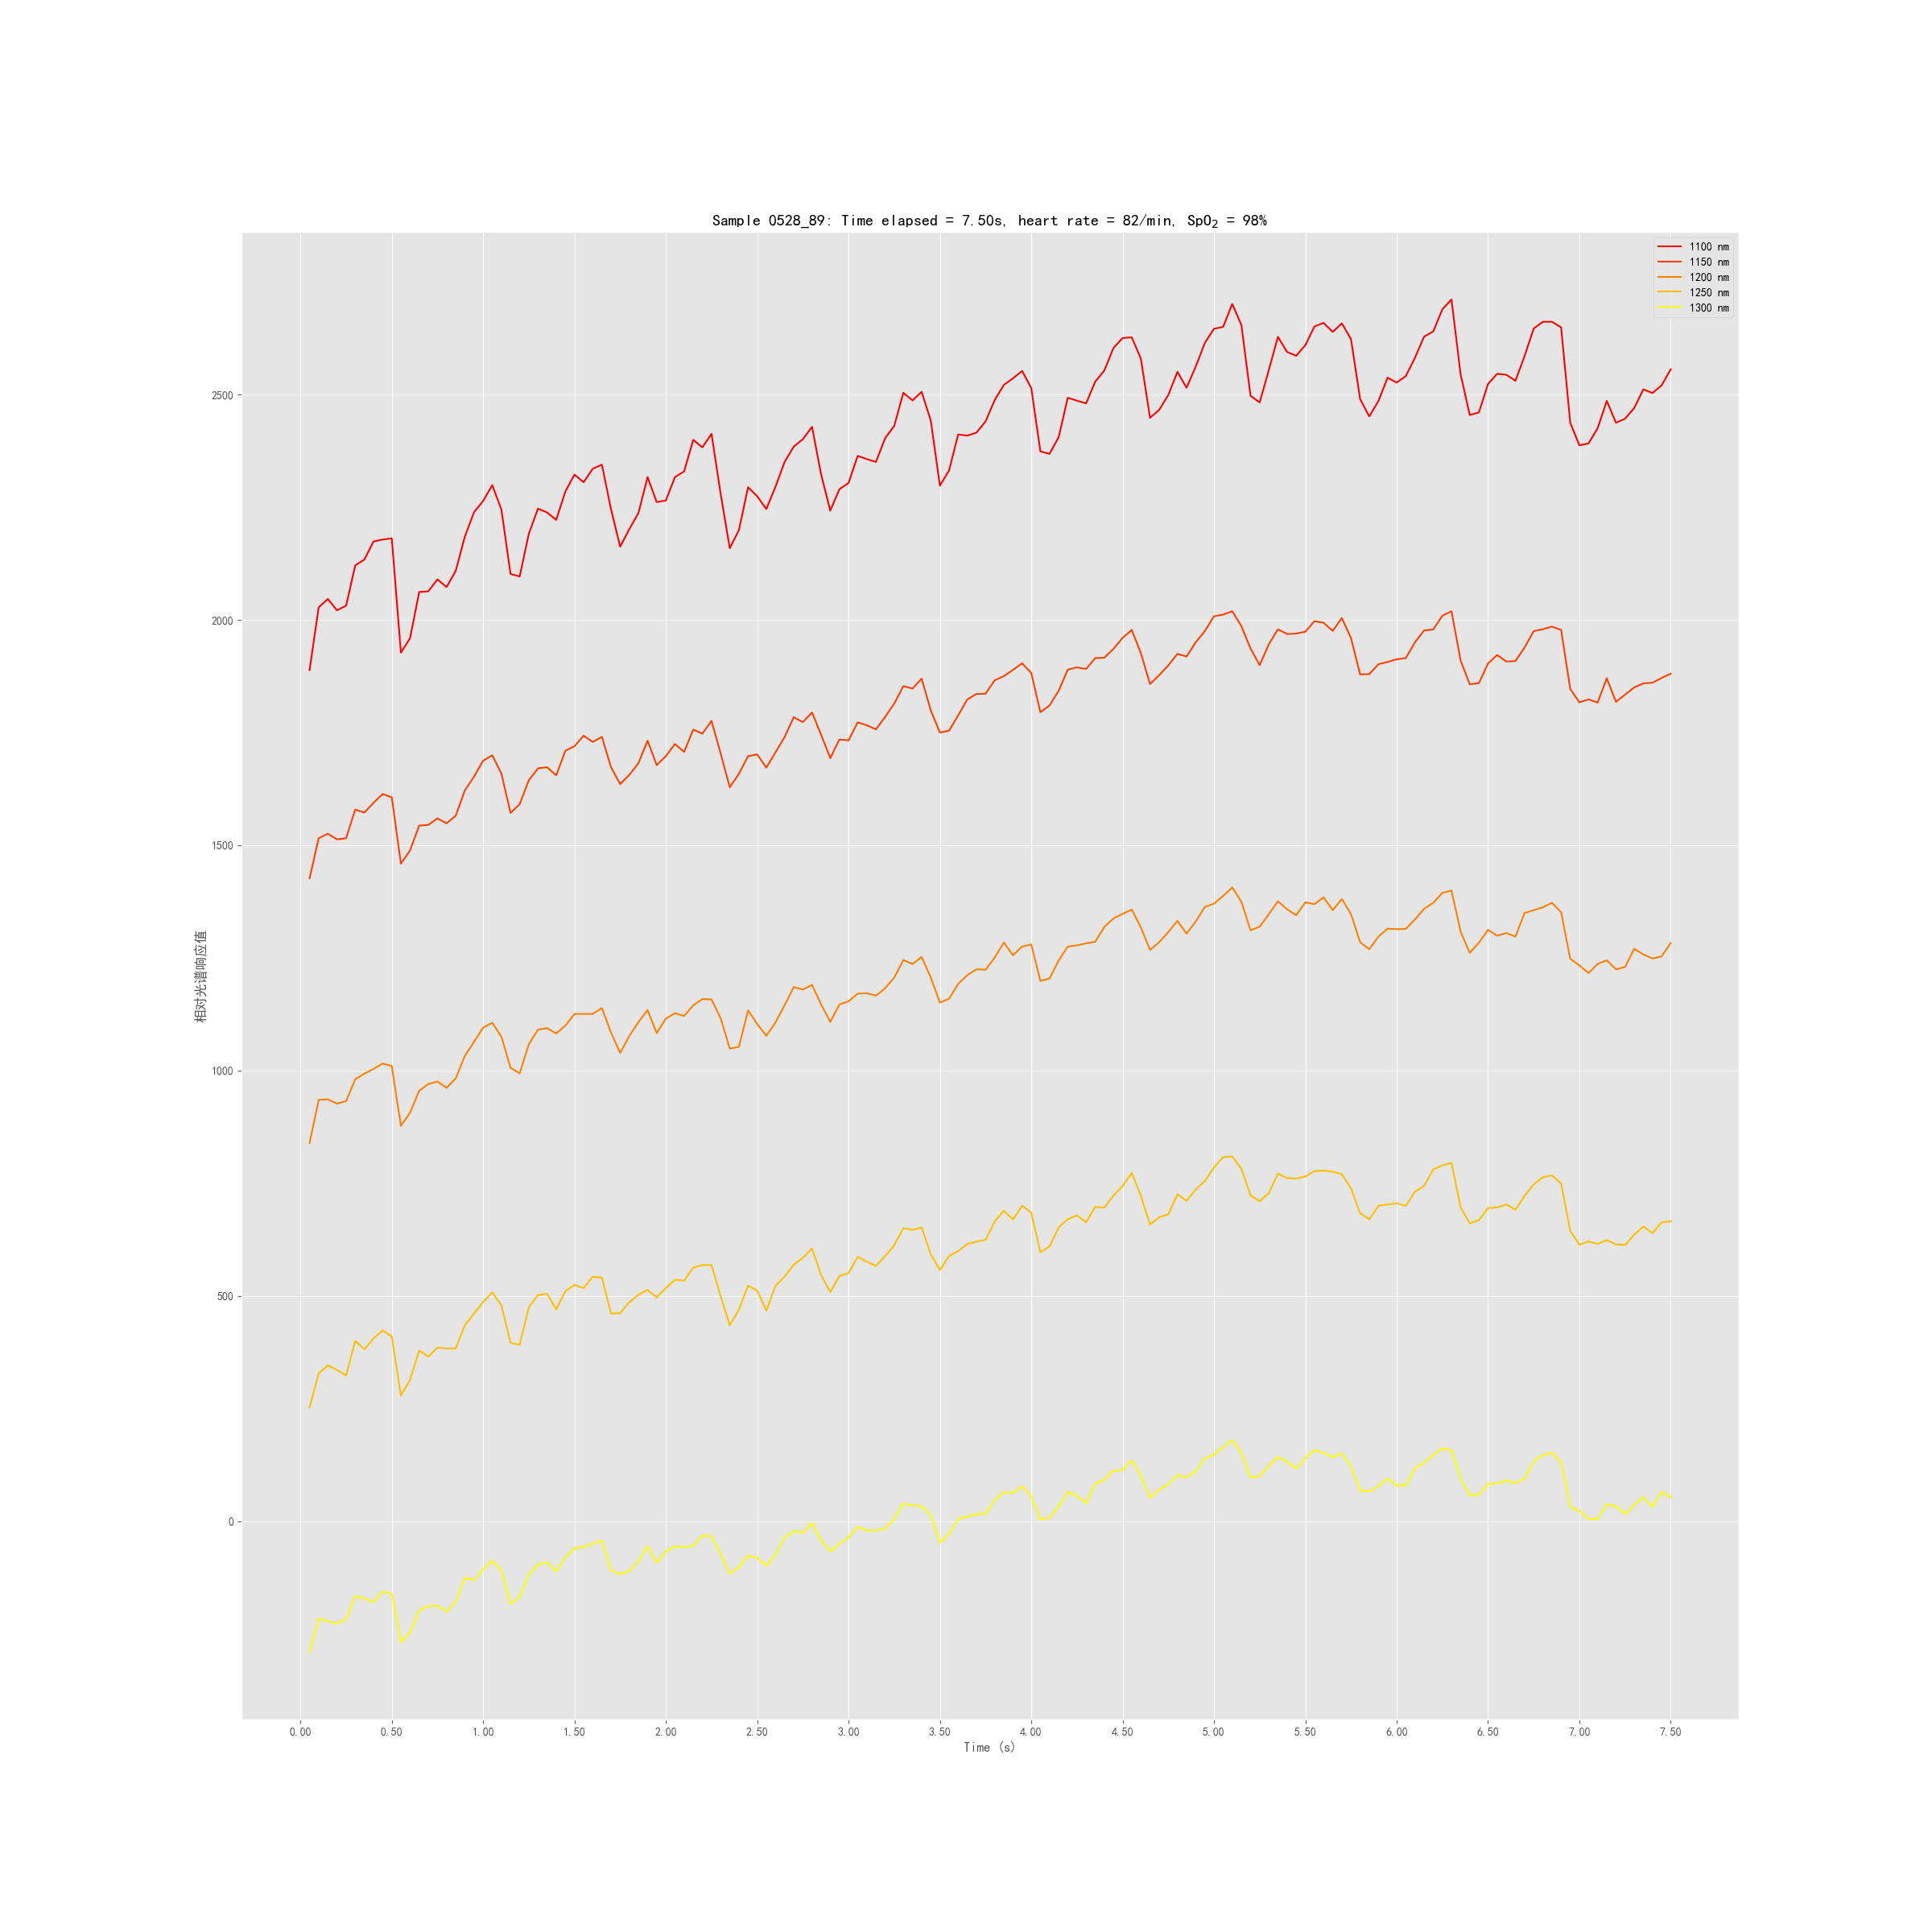 Sample 0528_89: Time elapsed = 7.50s, heart rate = 82/min, SpO₂ = 98%
1100 nm
1150 nm
1200 nm
1250 nm
1300 nm
2500
2000
1500
1000
500
0
相对光谱响应值
0.00 0.50 1.00 1.50 2.00 2.50 3.00 3.50 4.00 4.50 5.00 5.50 6.00 6.50 7.00 7.50
Time (s)